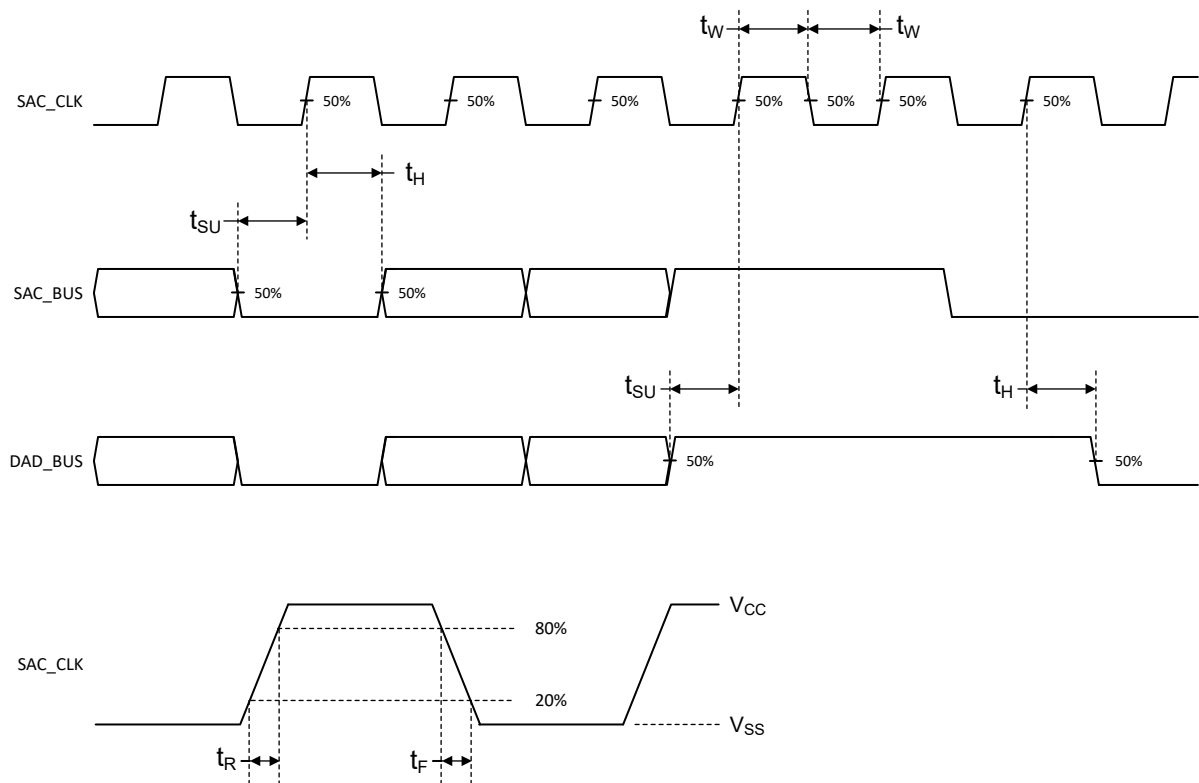 tW tW
SAC_CLK 50% 50% 50% 50% 50% 50% 50%
tH
tSU
SAC_BUS 50% 50%
tSU tH
DAD_BUS 50% 50%
VCC
80%
SAC_CLK
20%
VSS
tR tF